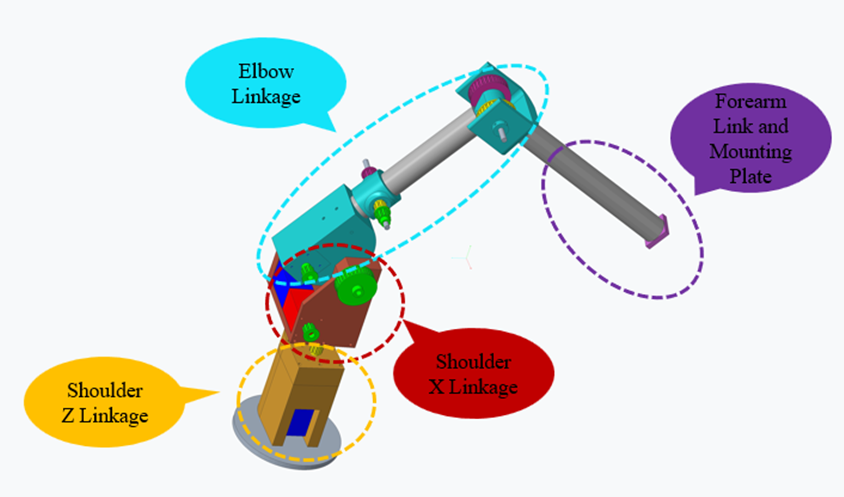 Elbow
Linkage
Forearm
Link and
Mounting
Plate
Shoulder
X Linkage
Shoulder
Z Linkage